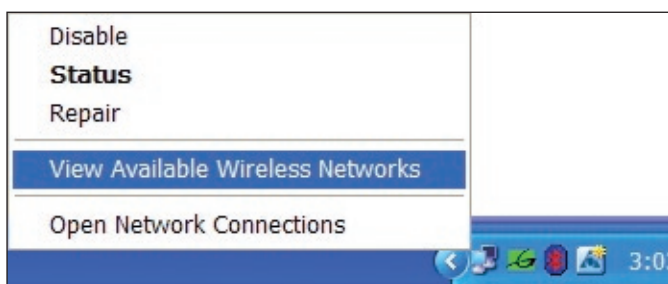 Disable
Status
Repair
View Available Wireless Networks
Open Network Connections